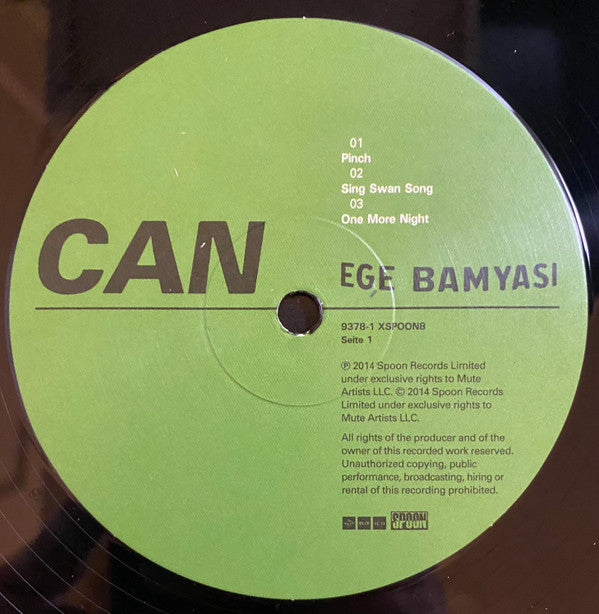 01
Pinch
02
Sing Swan Song
03
One More Night
CAN
EGE BAMYASI
9378-1 XSPOON8
Seite 1
℗ 2014 Spoon Records Limited
under exclusive rights to Mute
Artists LLC. © 2014 Spoon Records
Limited under exclusive rights to
Mute Artists LLC.
All rights of the producer and of the
owner of this recorded work reserved.
Unauthorized copying, public
performance, broadcasting, hiring or
rental of this recording prohibited.
SPOON